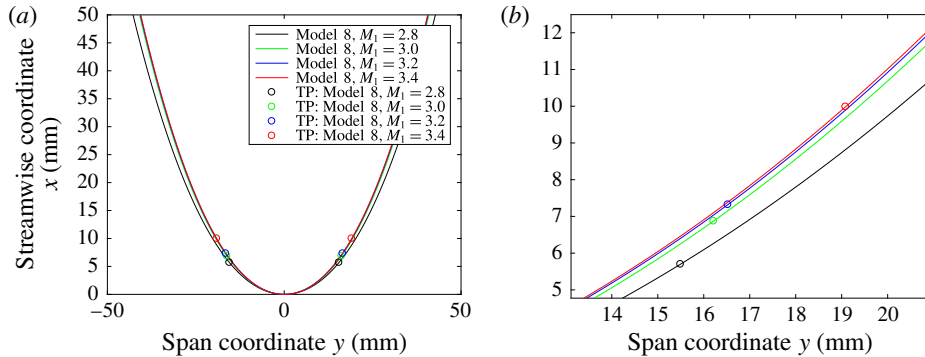 (a)
50
45
40
35
30
25
20
15
10
5
0
−50
0
50
Streamwise coordinate
x (mm)
Span coordinate y (mm)
Model 8, M1 = 2.8
Model 8, M1 = 3.0
Model 8, M1 = 3.2
Model 8, M1 = 3.4
TP: Model 8, M1 = 2.8
TP: Model 8, M1 = 3.0
TP: Model 8, M1 = 3.2
TP: Model 8, M1 = 3.4
(b)
12
11
10
9
8
7
6
5
14 15 16 17 18 19 20
Span coordinate y (mm)